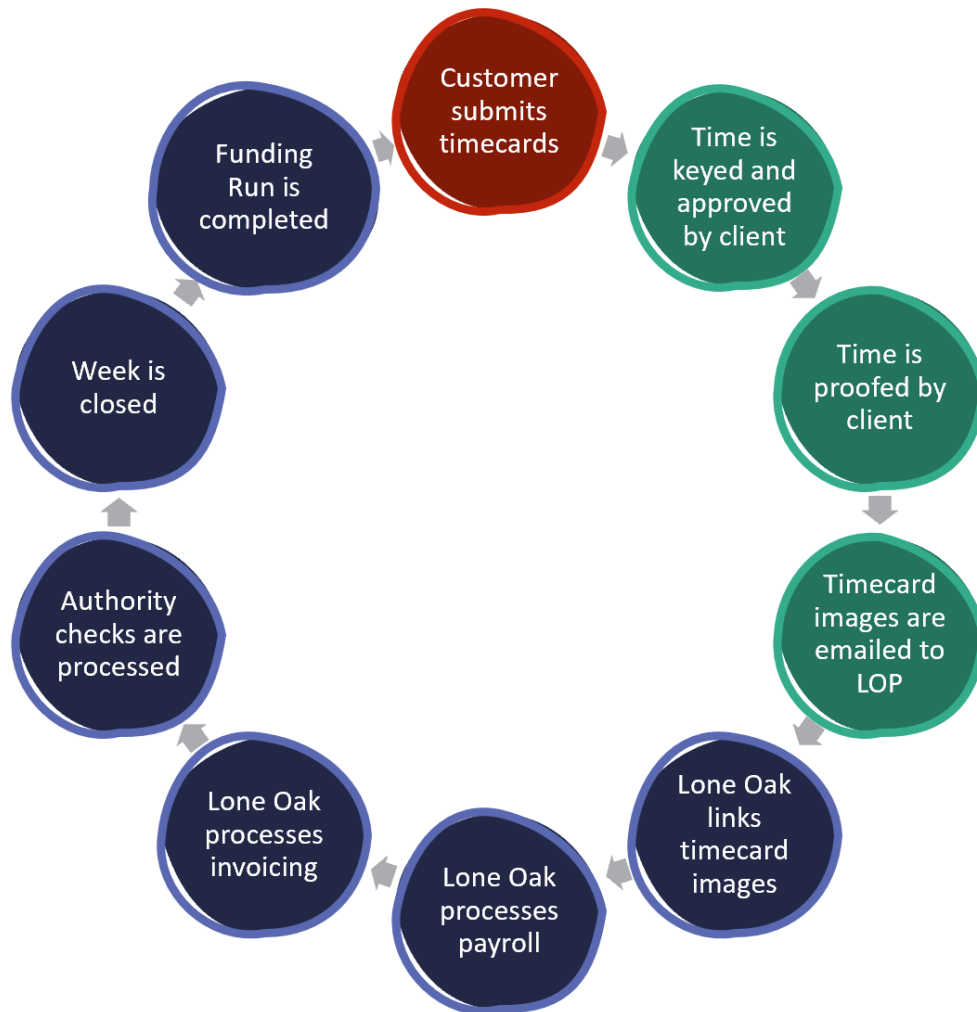 Customer
submits
timecards
Time is
keyed and
approved
by client
Time is
proofed by
client
Timecard
images are
emailed to
LOP
Lone Oak
links
timecard
images
Lone Oak
processes
payroll
Lone Oak
processes
invoicing
Authority
checks are
processed
Week is
closed
Funding
Run is
completed